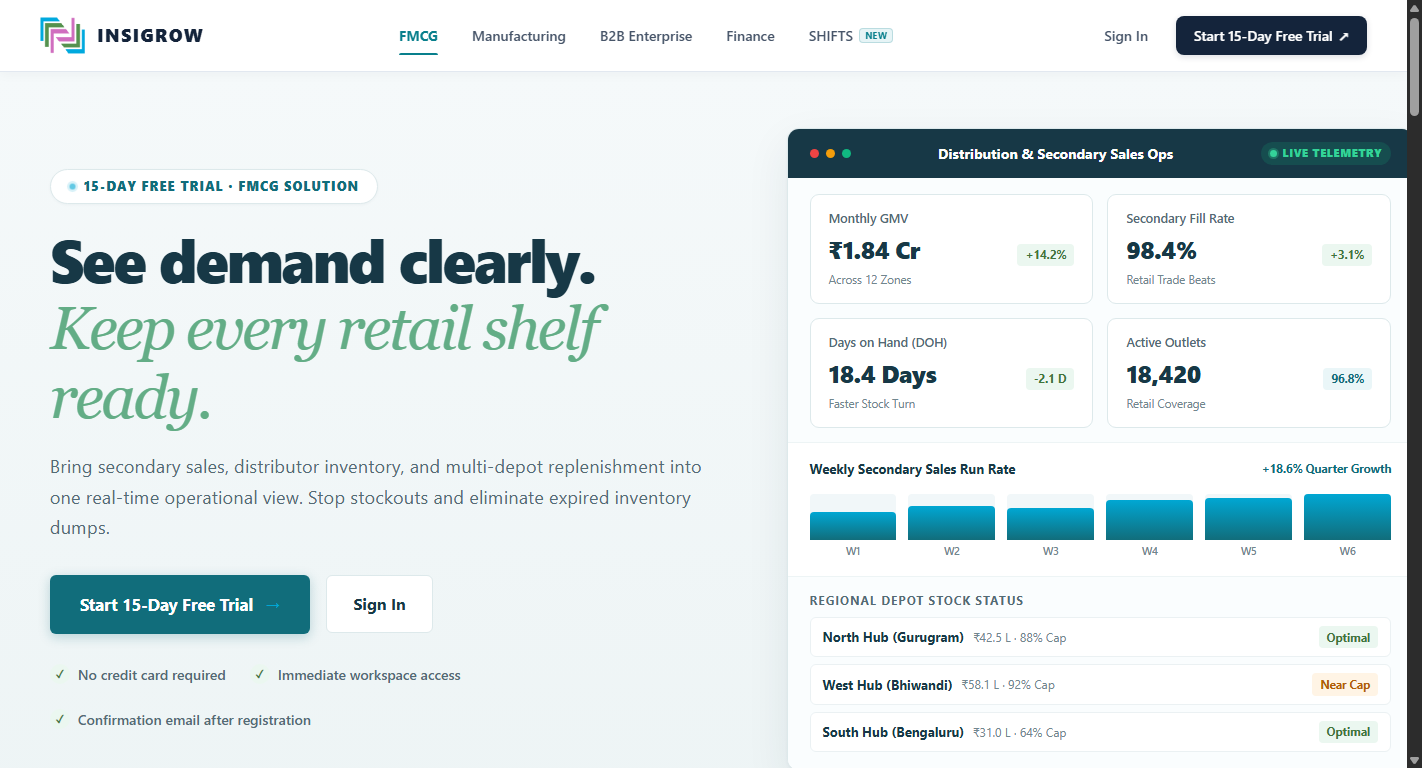 INSIGROW
FMCG
Manufacturing
B2B Enterprise
Finance
SHIFTS NEW
Sign In
Start 15-Day Free Trial ↗
15-DAY FREE TRIAL · FMCG SOLUTION
See demand clearly.
Keep every retail shelf
ready.
Bring secondary sales, distributor inventory, and multi-depot replenishment into
one real-time operational view. Stop stockouts and eliminate expired inventory
dumps.
Start 15-Day Free Trial →
Sign In
✓ No credit card required
✓ Immediate workspace access
✓ Confirmation email after registration
Distribution & Secondary Sales Ops
LIVE TELEMETRY
Monthly GMV
₹1.84 Cr
+14.2%
Across 12 Zones
Secondary Fill Rate
98.4%
+3.1%
Retail Trade Beats
Days on Hand (DOH)
18.4 Days
-2.1 D
Faster Stock Turn
Active Outlets
18,420
96.8%
Retail Coverage
Weekly Secondary Sales Run Rate
+18.6% Quarter Growth
W1
W2
W3
W4
W5
W6
REGIONAL DEPOT STOCK STATUS
North Hub (Gurugram) ₹42.5 L · 88% Cap
Optimal
West Hub (Bhiwandi) ₹58.1 L · 92% Cap
Near Cap
South Hub (Bengaluru) ₹31.0 L · 64% Cap
Optimal